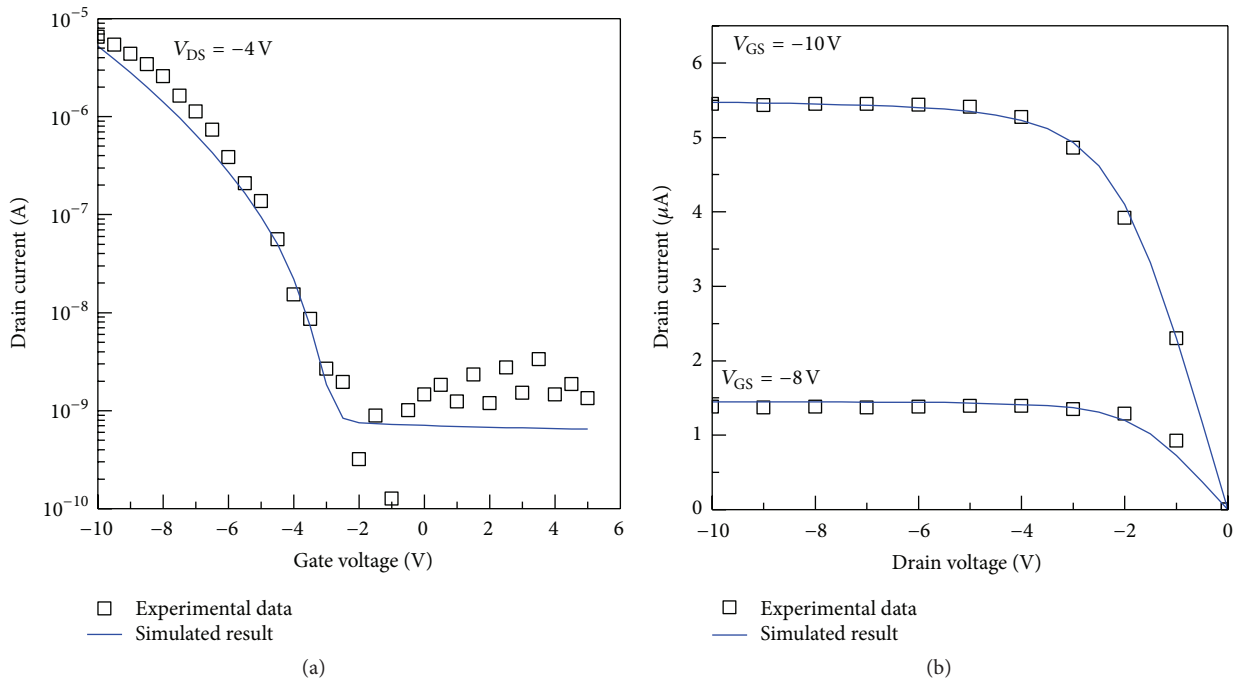 10⁻⁵
10⁻⁶
10⁻⁷
10⁻⁸
10⁻⁹
10⁻¹⁰
Drain current (A)
V_DS = −4 V
−10 −8 −6 −4 −2 0 2 4 6
Gate voltage (V)
Experimental data
Simulated result
(a)
6
5
4
3
2
1
0
Drain current (μA)
V_GS = −10 V
V_GS = −8 V
−10 −8 −6 −4 −2 0
Drain voltage (V)
Experimental data
Simulated result
(b)